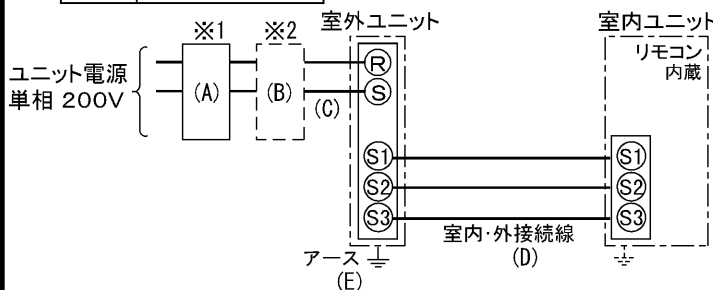 ※1
※2
室外ユニット
室内ユニット
リモコン
内蔵
ユニット電源
単相 200V
(A)
(B)
(C)
R
S
S1
S2
S3
S1
S2
S3
室内・外接続線
(D)
アース
(E)